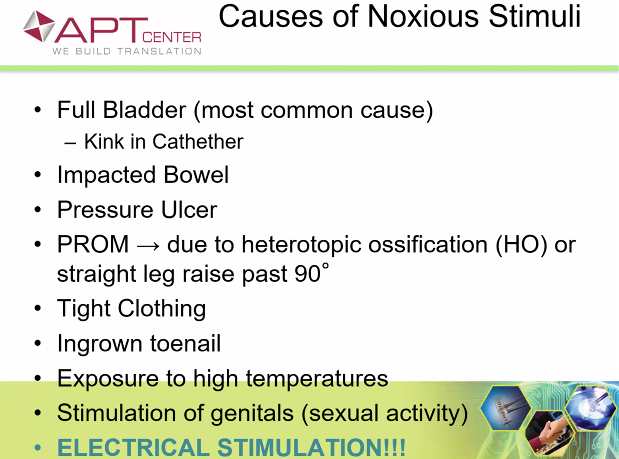 APT CENTER
WE BUILD TRANSLATION
Causes of Noxious Stimuli
• Full Bladder (most common cause)
– Kink in Cathether
• Impacted Bowel
• Pressure Ulcer
• PROM → due to heterotopic ossification (HO) or
straight leg raise past 90°
• Tight Clothing
• Ingrown toenail
• Exposure to high temperatures
• Stimulation of genitals (sexual activity)
• ELECTRICAL STIMULATION!!!